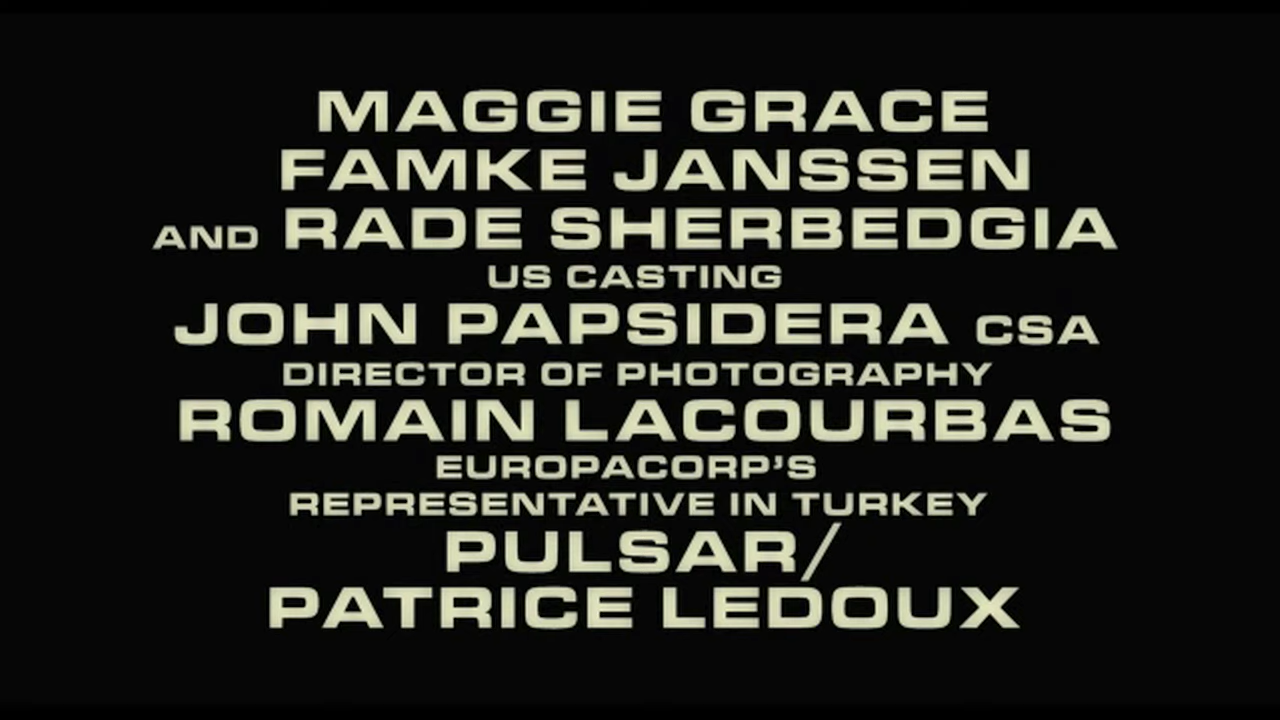 MAGGIE GRACE
FAMKE JANSSEN
AND RADE SHERBEDGIA
US CASTING
JOHN PAPSIDERA CSA
DIRECTOR OF PHOTOGRAPHY
ROMAIN LACOURBAS
EUROPACORP'S
REPRESENTATIVE IN TURKEY
PULSAR/
PATRICE LEDOUX